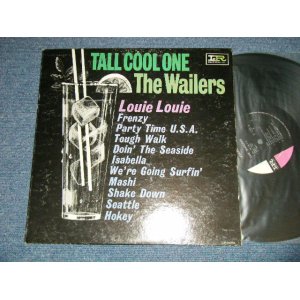 TALL COOL ONE
The Wailers
Louie Louie
Frenzy
Party Time U.S.A.
Tough Walk
Doin' The Seaside
Isabella
We're Going Surfin'
Mashi
Shake Down
Seattle
Hokey